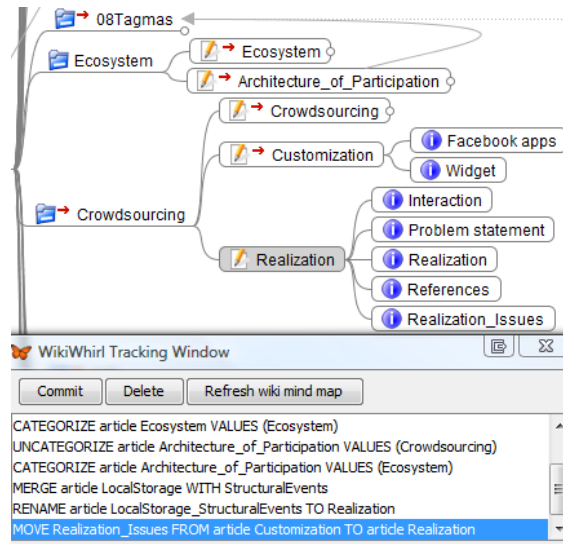 08Tagmas
Ecosystem
Ecosystem
Architecture_of_Participation
Crowdsourcing
Customization
Facebook apps
Widget
Crowdsourcing
Interaction
Problem statement
Realization
Realization
References
Realization_Issues
WikiWhirl Tracking Window
Commit Delete Refresh wiki mind map
CATEGORIZE article Ecosystem VALUES (Ecosystem)
UNCATEGORIZE article Architecture_of_Participation VALUES (Crowdsourcing)
CATEGORIZE article Architecture_of_Participation VALUES (Ecosystem)
MERGE article LocalStorage WITH StructuralEvents
RENAME article LocalStorage_StructuralEvents TO Realization
MOVE Realization_Issues FROM article Customization TO article Realization